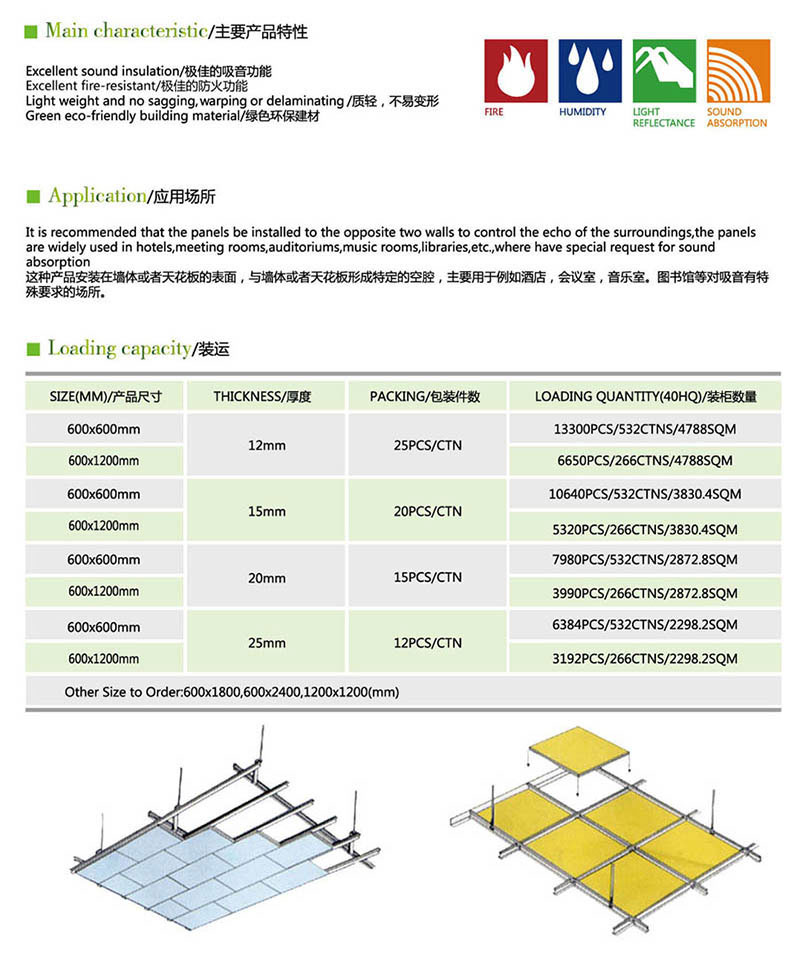 Main characteristic/主要产品特性
Excellent sound insulation/极佳的吸音功能
Excellent fire-resistant/极佳的防火功能
Light weight and no sagging,warping or delaminating /质轻，不易变形
Green eco-friendly building material/绿色环保建材
FIRE
HUMIDITY
LIGHT
REFLECTANCE
SOUND
ABSORPTION
Application/应用场所
It is recommended that the panels be installed to the opposite two walls to control the echo of the surroundings,the panels
are widely used in hotels,meeting rooms,auditoriums,music rooms,libraries,etc.,where have special request for sound
absorption
这种产品安装在墙体或者天花板的表面，与墙体或者天花板形成特定的空腔，主要用于例如酒店，会议室，音乐室。图书馆等对吸音有特
殊要求的场所。
Loading capacity/装运
SIZE(MM)/产品尺寸 THICKNESS/厚度 PACKING/包装件数 LOADING QUANTITY(40HQ)/装柜数量
600x600mm 12mm 25PCS/CTN 13300PCS/532CTNS/4788SQM
600x1200mm 6650PCS/266CTNS/4788SQM
600x600mm 15mm 20PCS/CTN 10640PCS/532CTNS/3830.4SQM
600x1200mm 5320PCS/266CTNS/3830.4SQM
600x600mm 20mm 15PCS/CTN 7980PCS/532CTNS/2872.8SQM
600x1200mm 3990PCS/266CTNS/2872.8SQM
600x600mm 25mm 12PCS/CTN 6384PCS/532CTNS/2298.2SQM
600x1200mm 3192PCS/266CTNS/2298.2SQM
Other Size to Order:600x1800,600x2400,1200x1200(mm)